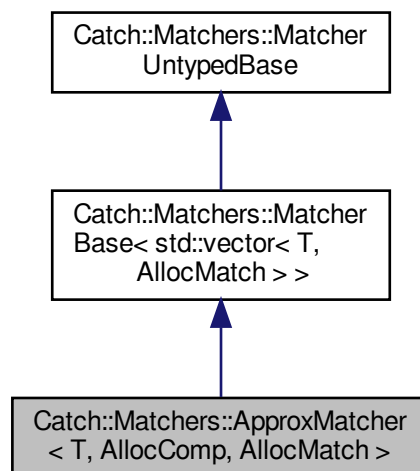 Catch::Matchers::Matcher
UntypedBase
Catch::Matchers::Matcher
Base< std::vector< T,
AllocMatch > >
Catch::Matchers::ApproxMatcher
< T, AllocComp, AllocMatch >